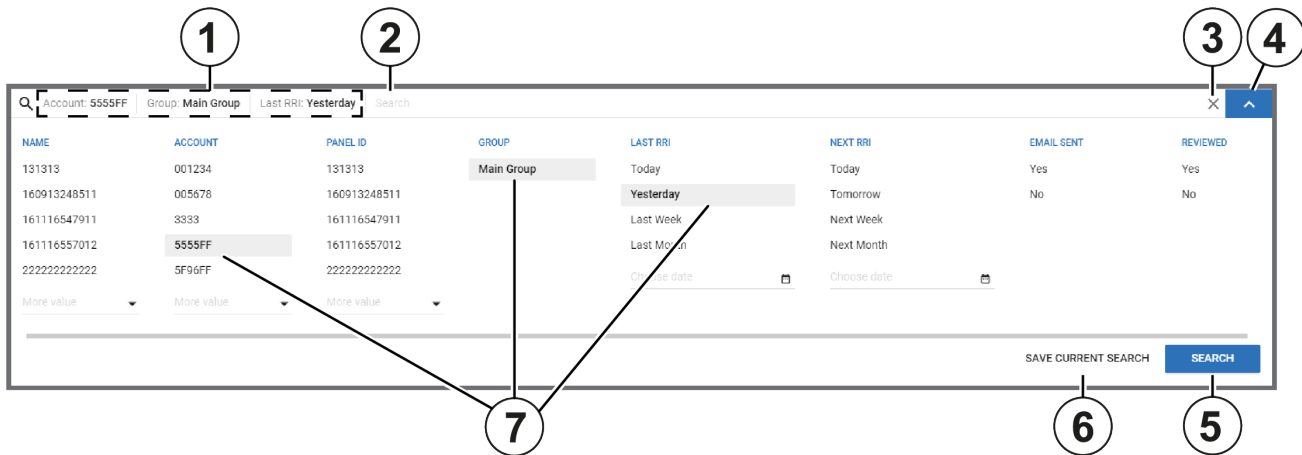 1 2 3 4
Account: 5555FF Group: Main Group Last RRI: Yesterday Search
NAME ACCOUNT PANEL ID GROUP LAST RRI NEXT RRI EMAIL SENT REVIEWED
131313 001234 131313 Main Group Today Today Yes Yes
160913248511 005678 160913248511 Yesterday Tomorrow No No
161116547911 3333 161116547911 Last Week Next Week
161116557012 5555FF 161116557012 Last Month Next Month
222222222222 5F96FF 222222222222 Choose date Choose date
More value More value More value
SAVE CURRENT SEARCH SEARCH
7 6 5